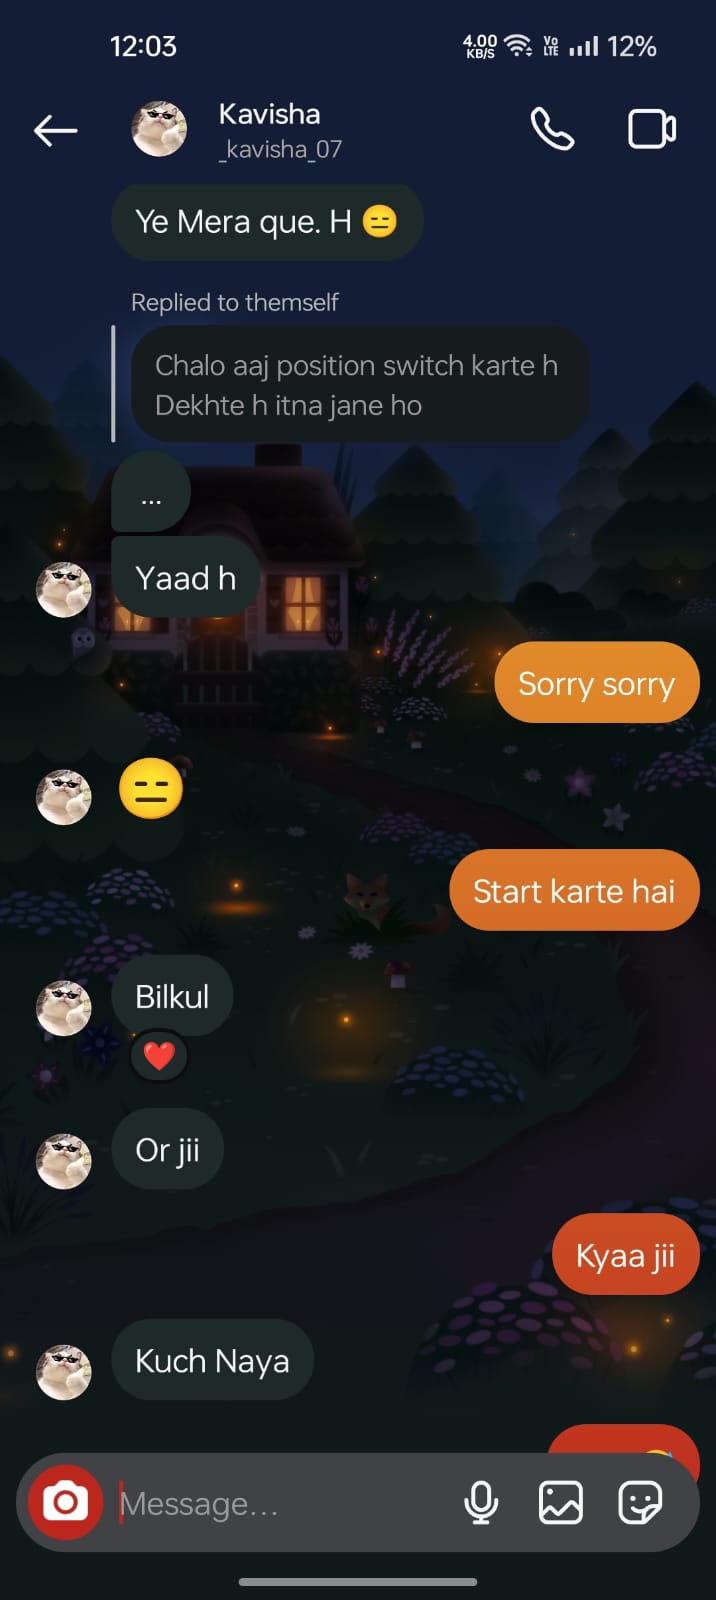 12:03
4.00 KB/S Vo LTE 12%
Kavisha
_kavisha_07
Ye Mera que. H 😑
Replied to themself
Chalo aaj position switch karte h
Dekhte h itna jane ho
...
Yaad h
Sorry sorry
😑
Start karte hai
Bilkul
❤️
Or jii
Kyaa jii
Kuch Naya
Message...